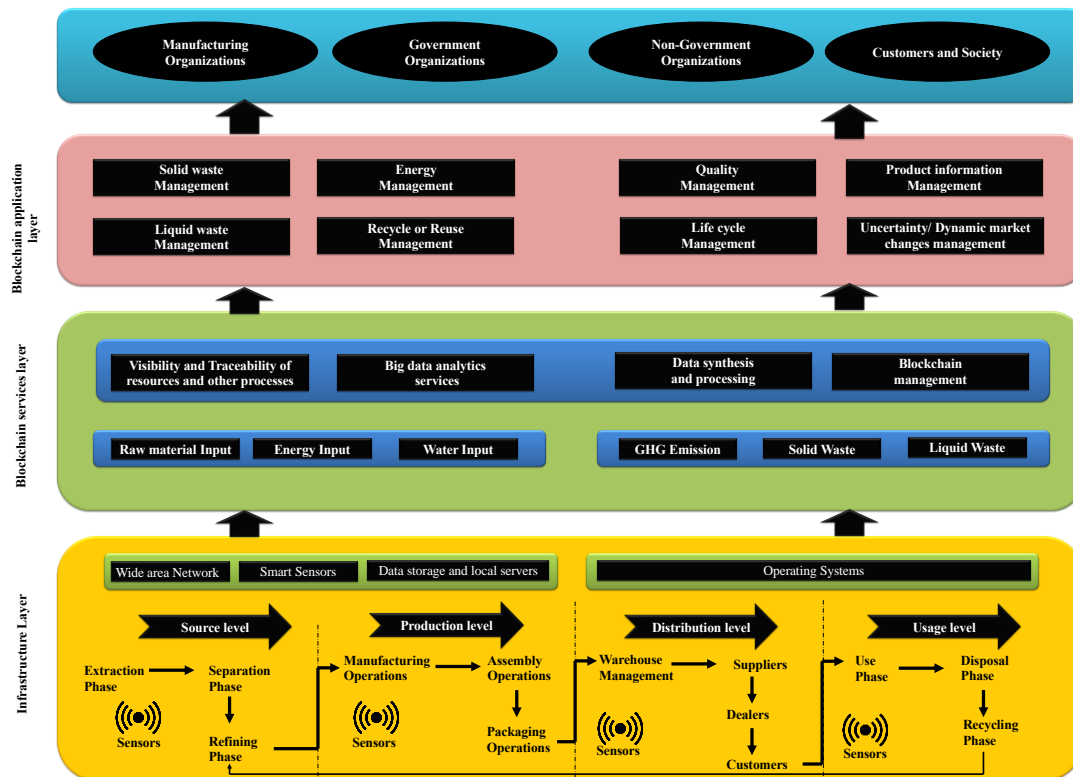 Manufacturing
Organizations
Government
Organizations
Non-Government
Organizations
Customers and Society
Blockchain application
layer
Solid waste
Management
Energy
Management
Quality
Management
Product information
Management
Liquid waste
Management
Recycle or Reuse
Management
Life cycle
Management
Uncertainty/ Dynamic market
changes management
Blockchain services layer
Visibility and Traceability of
resources and other processes
Big data analytics
services
Data synthesis
and processing
Blockchain
management
Raw material Input
Energy Input
Water Input
GHG Emission
Solid Waste
Liquid Waste
Infrastructure Layer
Wide area Network
Smart Sensors
Data storage and local servers
Operating Systems
Source level
Production level
Distribution level
Usage level
Extraction
Phase
Separation
Phase
Refining
Phase
Sensors
Manufacturing
Operations
Assembly
Operations
Packaging
Operations
Sensors
Warehouse
Management
Suppliers
Dealers
Customers
Sensors
Use
Phase
Disposal
Phase
Recycling
Phase
Sensors